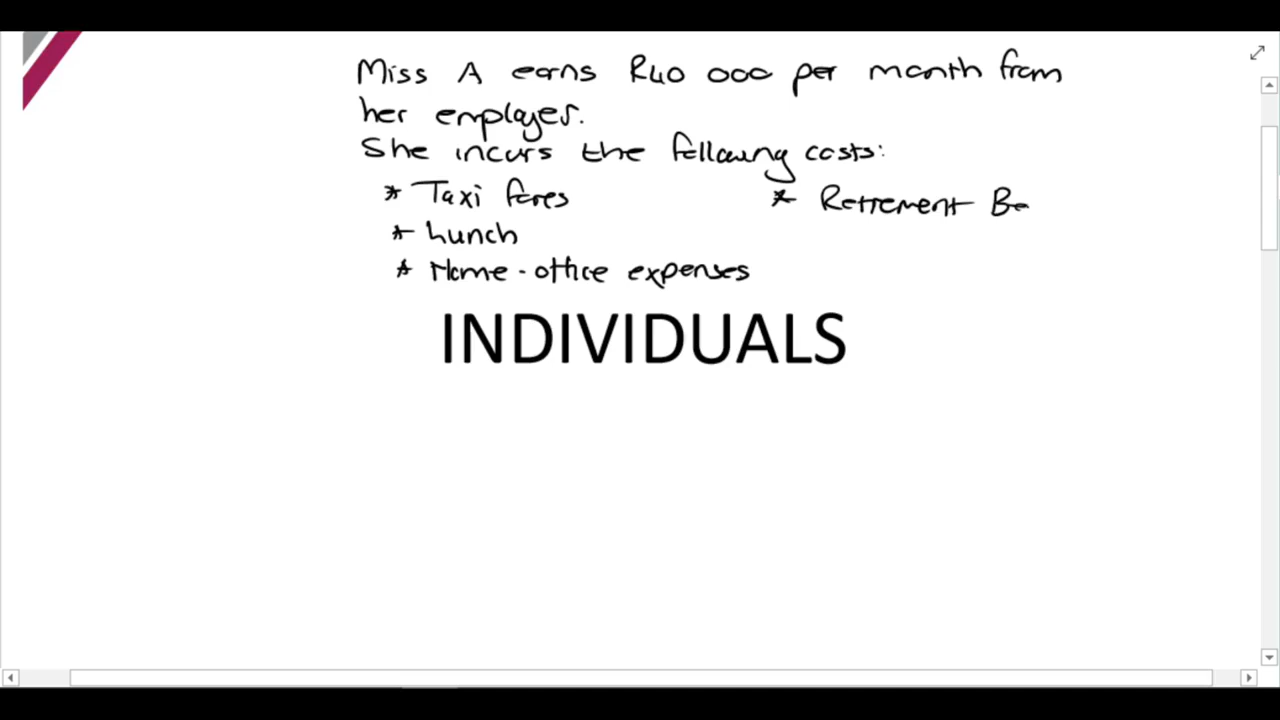 Miss A earns R40 000 per month from
her employer.
She incurs the following costs:
* Taxi fares
* Lunch
* Home-office expenses
* Retirement Be
INDIVIDUALS